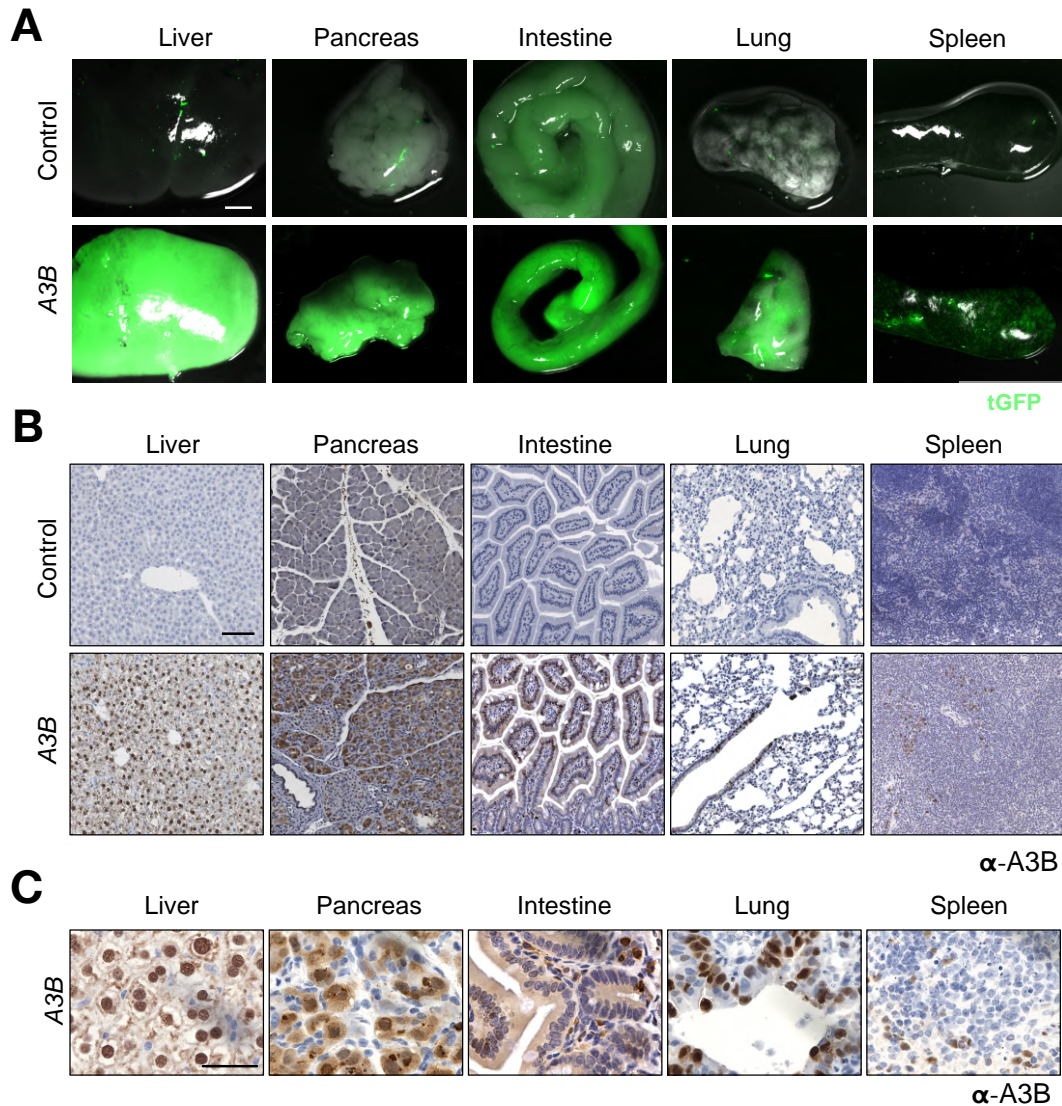 A
Liver Pancreas Intestine Lung Spleen
Control
A3B
tGFP
B
Liver Pancreas Intestine Lung Spleen
Control
A3B
α-A3B
C
Liver Pancreas Intestine Lung Spleen
A3B
α-A3B